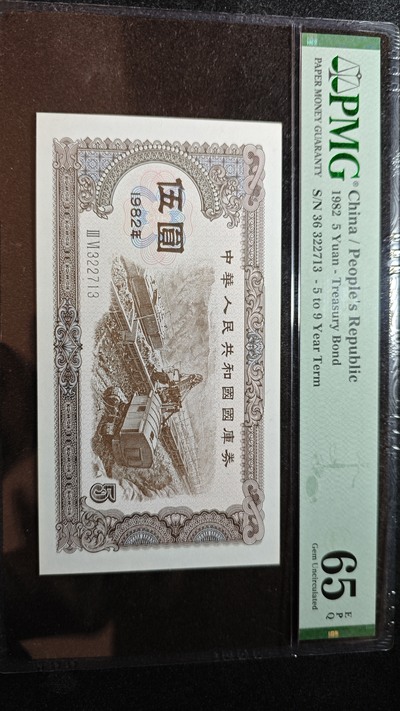 PMG®
PAPER MONEY GUARANTY
China / People's Republic
1982 5 Yuan - Treasury Bond
S/N 36 322713 - 5 to 9 Year Term
65
EPQ
Gem Uncirculated
中華人民共和國國庫券
伍圓
1982年
ⅢⅥ322713
5